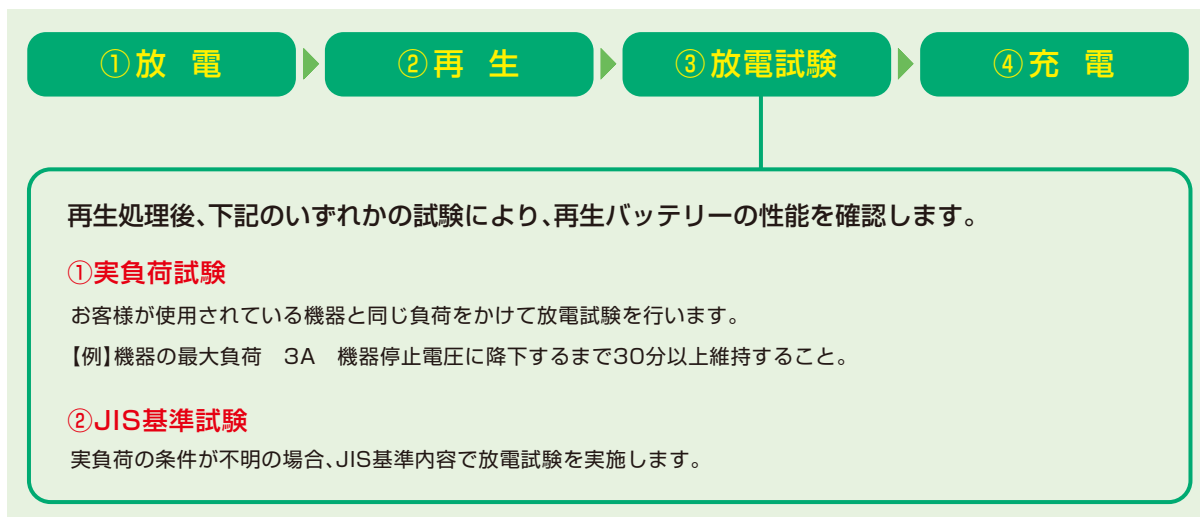 ①放 電 ②再 生 ③放電試験 ④充 電
再生処理後、下記のいずれかの試験により、再生バッテリーの性能を確認します。
①実負荷試験
お客様が使用されている機器と同じ負荷をかけて放電試験を行います。
【例】機器の最大負荷　3A　機器停止電圧に降下するまで30分以上維持すること。
②JIS基準試験
実負荷の条件が不明の場合、JIS基準内容で放電試験を実施します。